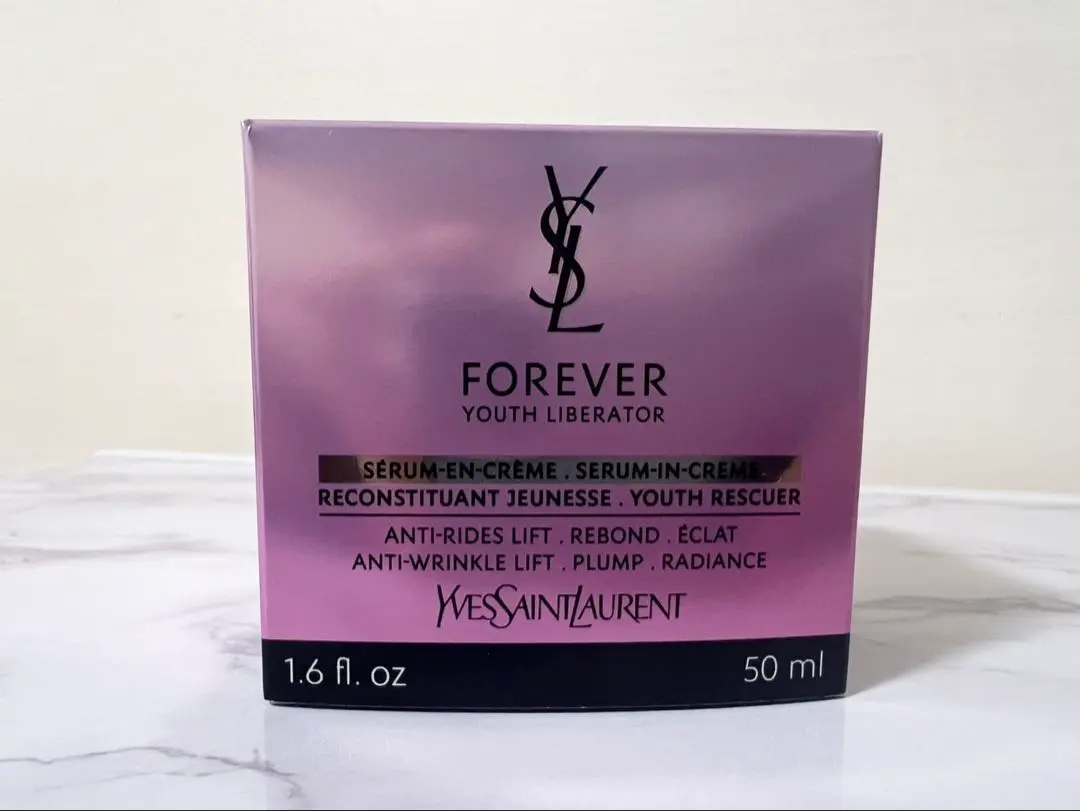 YSL
FOREVER
YOUTH LIBERATOR
SÉRUM-EN-CRÈME . SERUM-IN-CREME
RECONSTITUANT JEUNESSE . YOUTH RESCUER
ANTI-RIDES LIFT . REBOND . ÉCLAT
ANTI-WRINKLE LIFT . PLUMP . RADIANCE
YVESSAINTLAURENT
1.6 fl. oz 50 ml